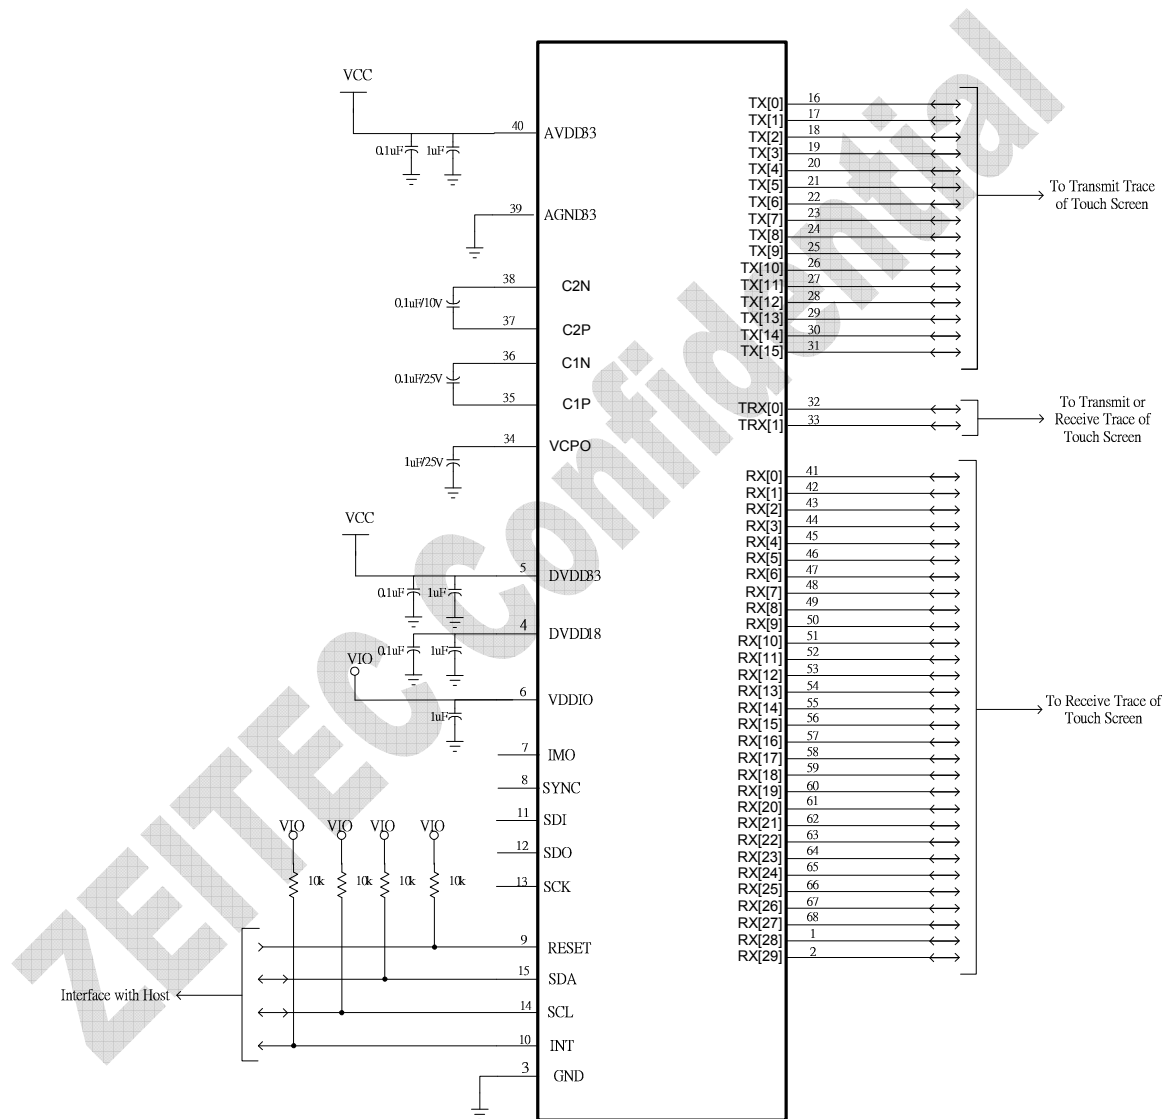 ZEITEC Confidential
VCC
40 AVDD33
0.1uF 1uF
39 AGND33
38 C2N
0.1uF/10V
37 C2P
36 C1N
0.1uF/25V
35 C1P
34 VCPO
1uF/25V
VCC
5 DVDD33
0.1uF 1uF
4 DVDD18
0.1uF 1uF
VIO
6 VDDIO
1uF
7 IMO
8 SYNC
11 SDI
12 SDO
13 SCK
VIO VIO VIO VIO
10k 10k 10k 10k
9 RESET
15 SDA
Interface with Host
14 SCL
10 INT
3 GND
TX[0] 16
TX[1] 17
TX[2] 18
TX[3] 19
TX[4] 20
TX[5] 21
TX[6] 22
TX[7] 23
TX[8] 24
TX[9] 25
TX[10] 26
TX[11] 27
TX[12] 28
TX[13] 29
TX[14] 30
TX[15] 31
To Transmit Trace
of Touch Screen
TRX[0] 32
TRX[1] 33
To Transmit or
Receive Trace of
Touch Screen
RX[0] 41
RX[1] 42
RX[2] 43
RX[3] 44
RX[4] 45
RX[5] 46
RX[6] 47
RX[7] 48
RX[8] 49
RX[9] 50
RX[10] 51
RX[11] 52
RX[12] 53
RX[13] 54
RX[14] 55
RX[15] 56
RX[16] 57
RX[17] 58
RX[18] 59
RX[19] 60
RX[20] 61
RX[21] 62
RX[22] 63
RX[23] 64
RX[24] 65
RX[25] 66
RX[26] 67
RX[27] 68
RX[28] 1
RX[29] 2
To Receive Trace of
Touch Screen